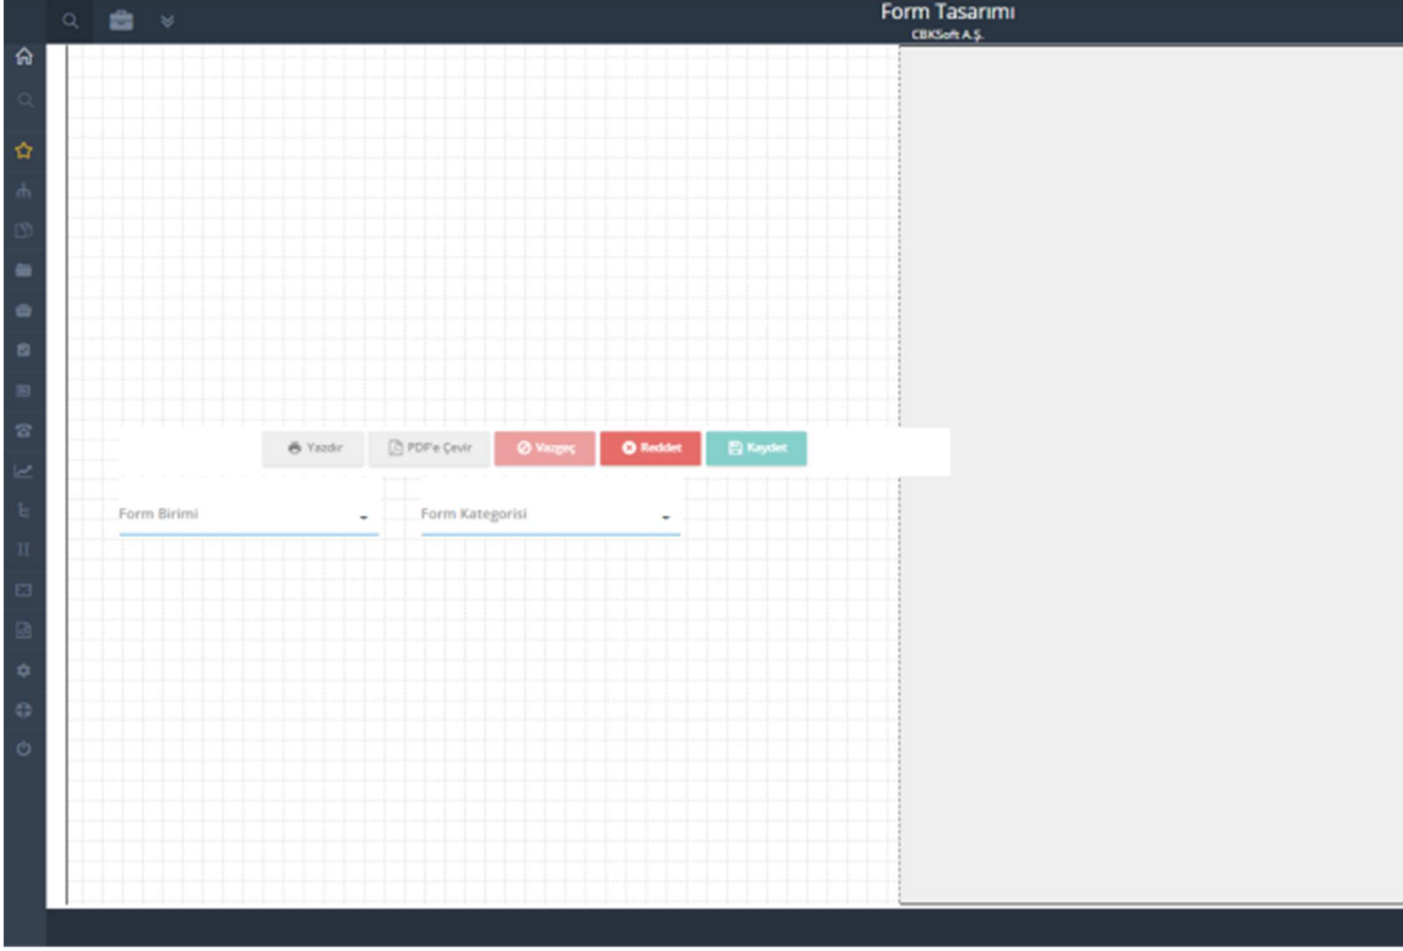 Form Tasarımı
CBKSoft A.Ş.
Yazdır PDF'e Çevir Vazgeç Reddet Kaydet
Form Birimi Form Kategorisi